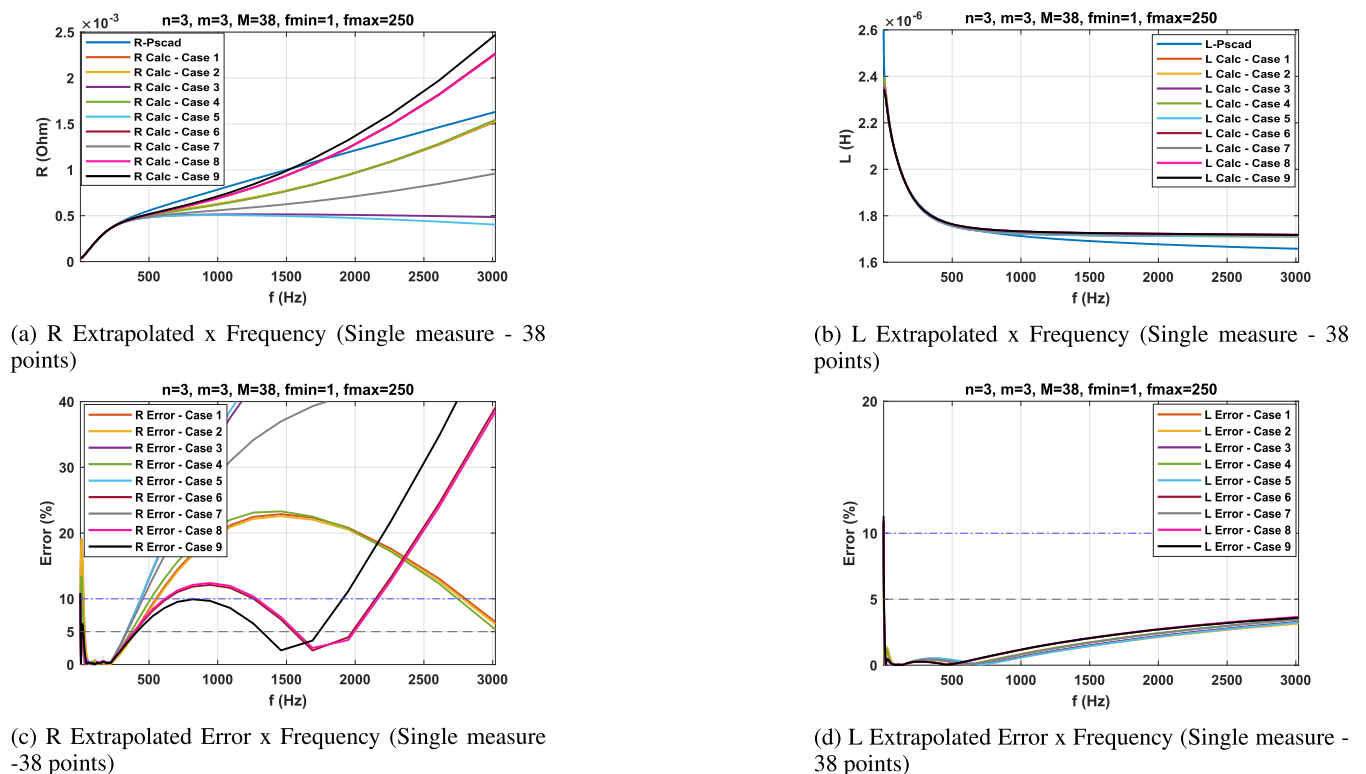 n=3, m=3, M=38, fmin=1, fmax=250
×10-3
2.5
2
1.5
1
0.5
0
R (Ohm)
R-Pscad
R Calc - Case 1
R Calc - Case 2
R Calc - Case 3
R Calc - Case 4
R Calc - Case 5
R Calc - Case 6
R Calc - Case 7
R Calc - Case 8
R Calc - Case 9
500 1000 1500 2000 2500 3000
f (Hz)
(a) R Extrapolated x Frequency (Single measure - 38
points)
n=3, m=3, M=38, fmin=1, fmax=250
×10-6
2.6
2.4
2.2
2
1.8
1.6
L (H)
L-Pscad
L Calc - Case 1
L Calc - Case 2
L Calc - Case 3
L Calc - Case 4
L Calc - Case 5
L Calc - Case 6
L Calc - Case 7
L Calc - Case 8
L Calc - Case 9
500 1000 1500 2000 2500 3000
f (Hz)
(b) L Extrapolated x Frequency (Single measure - 38
points)
n=3, m=3, M=38, fmin=1, fmax=250
40
30
20
10
5
0
Error (%)
R Error - Case 1
R Error - Case 2
R Error - Case 3
R Error - Case 4
R Error - Case 5
R Error - Case 6
R Error - Case 7
R Error - Case 8
R Error - Case 9
500 1000 1500 2000 2500 3000
f (Hz)
(c) R Extrapolated Error x Frequency (Single measure
-38 points)
n=3, m=3, M=38, fmin=1, fmax=250
20
10
5
0
Error (%)
L Error - Case 1
L Error - Case 2
L Error - Case 3
L Error - Case 4
L Error - Case 5
L Error - Case 6
L Error - Case 7
L Error - Case 8
L Error - Case 9
500 1000 1500 2000 2500 3000
f (Hz)
(d) L Extrapolated Error x Frequency (Single measure -
38 points)